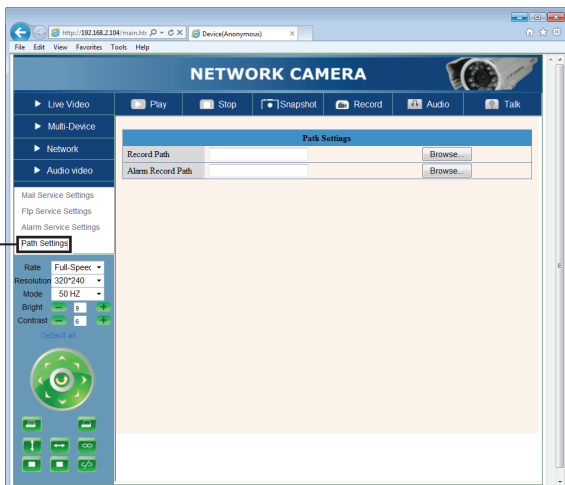 http://192.168.2.104/main.ht
Device(Anonymous)
File Edit View Favorites Tools Help
NETWORK CAMERA
Live Video
Play
Stop
Snapshot
Record
Audio
Talk
Multi-Device
Network
Audio video
Path Settings
Record Path
Browse...
Alarm Record Path
Browse...
Mail Service Settings
Ftp Service Settings
Alarm Service Settings
Path Settings
Rate Full-Speec
Resolution 320*240
Mode 50 HZ
Bright 9
Contrast 6
Default all